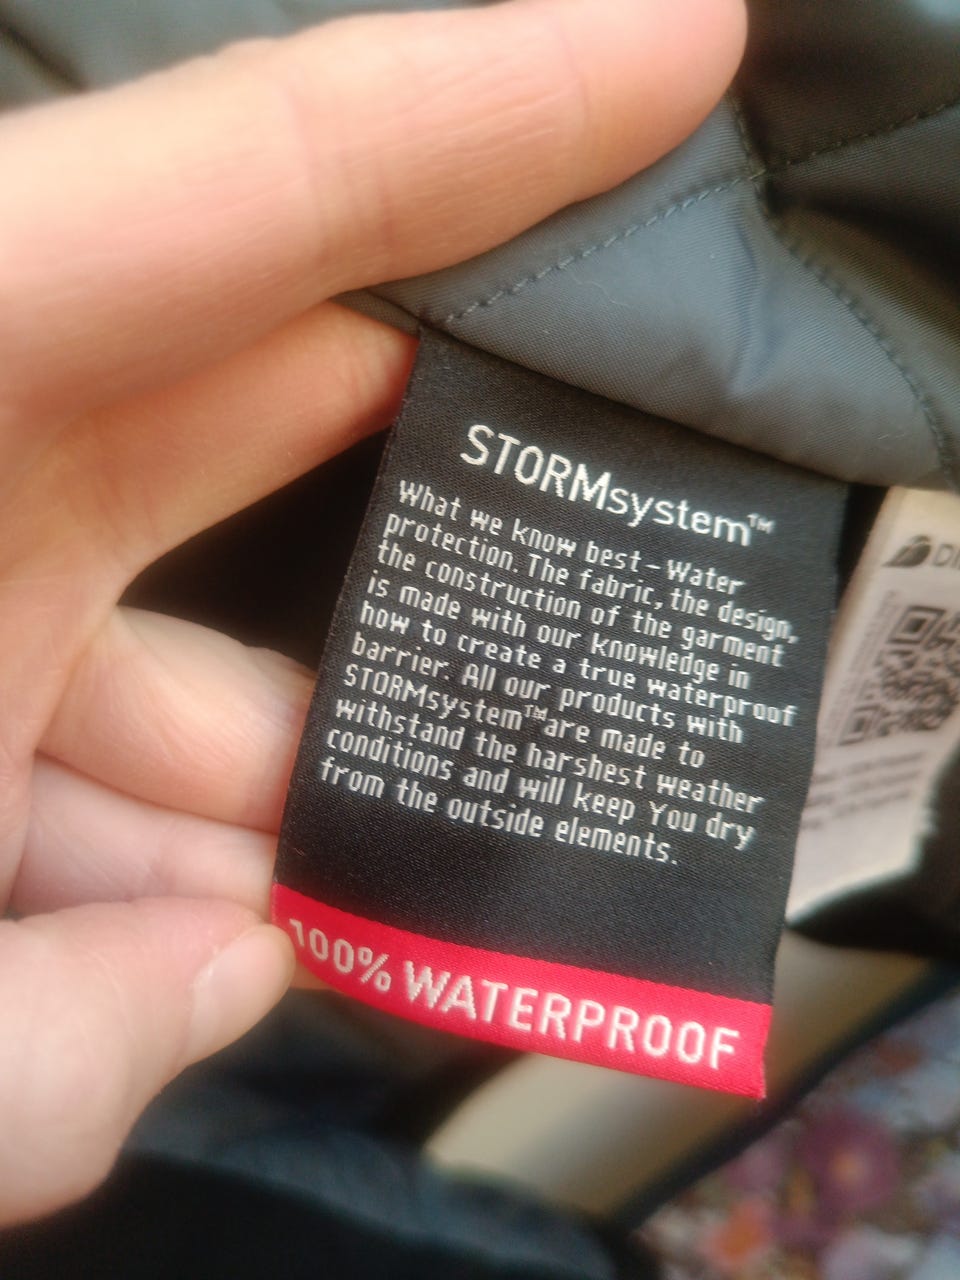 STORMsystem™
What we know best - Water
protection. The fabric, the design,
the construction of the garment
is made with our knowledge in
how to create a true waterproof
barrier. All our products with
STORMsystem™ are made to
withstand the harshest weather
conditions and will keep You dry
from the outside elements.
100% WATERPROOF